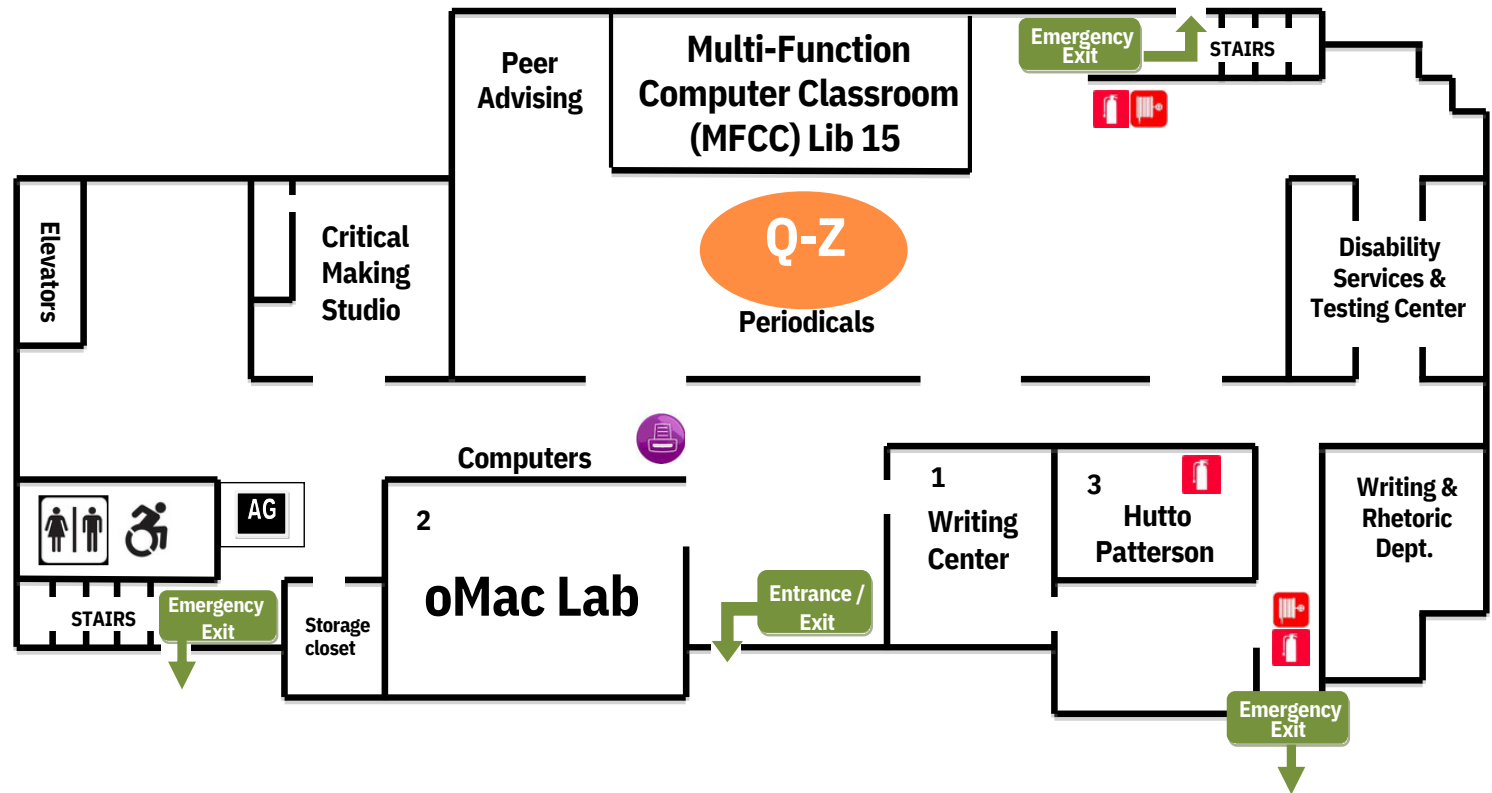 Peer
Advising
Multi-Function
Computer Classroom
(MFCC) Lib 15
Emergency
Exit
STAIRS
Elevators
Critical
Making
Studio
Q-Z
Periodicals
Disability
Services &
Testing Center
Computers
AG
2
oMac Lab
1
Writing
Center
3
Hutto
Patterson
Writing &
Rhetoric
Dept.
STAIRS
Emergency
Exit
Storage
closet
Entrance /
Exit
Emergency
Exit